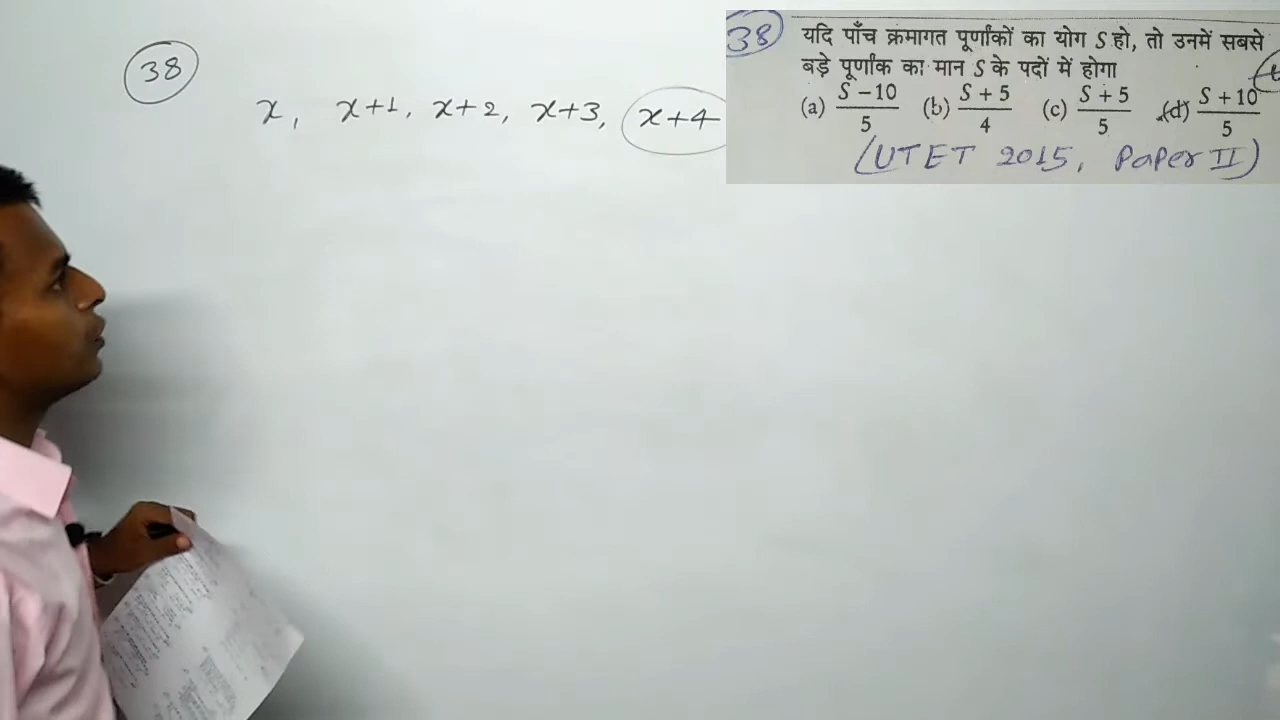 38
x, x+1, x+2, x+3, x+4
38 यदि पाँच क्रमागत पूर्णांकों का योग S हो, तो उनमें सबसे
बड़े पूर्णांक का मान S के पदों में होगा
(a) S-10/5 (b) S+5/4 (c) S+5/5 (d) S+10/5
(UTET 2015, Paper II)